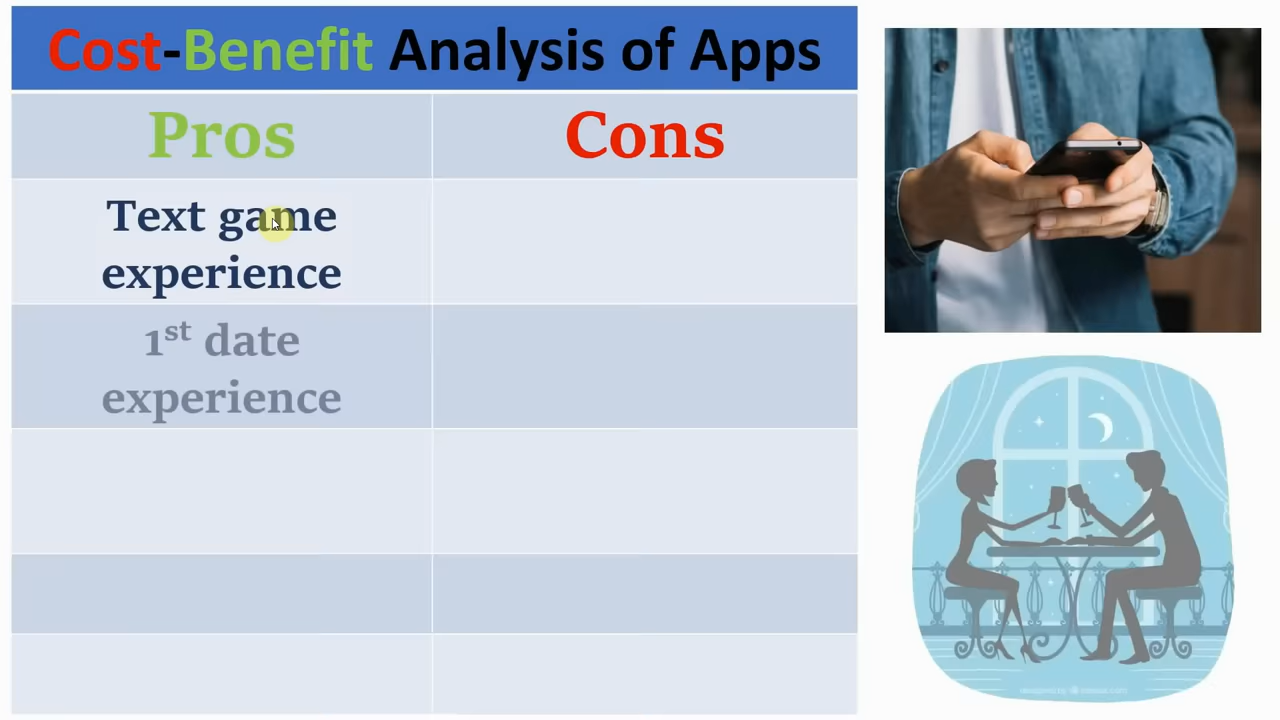 Cost-Benefit Analysis of Apps
Pros
Cons
Text game
experience
1st date
experience